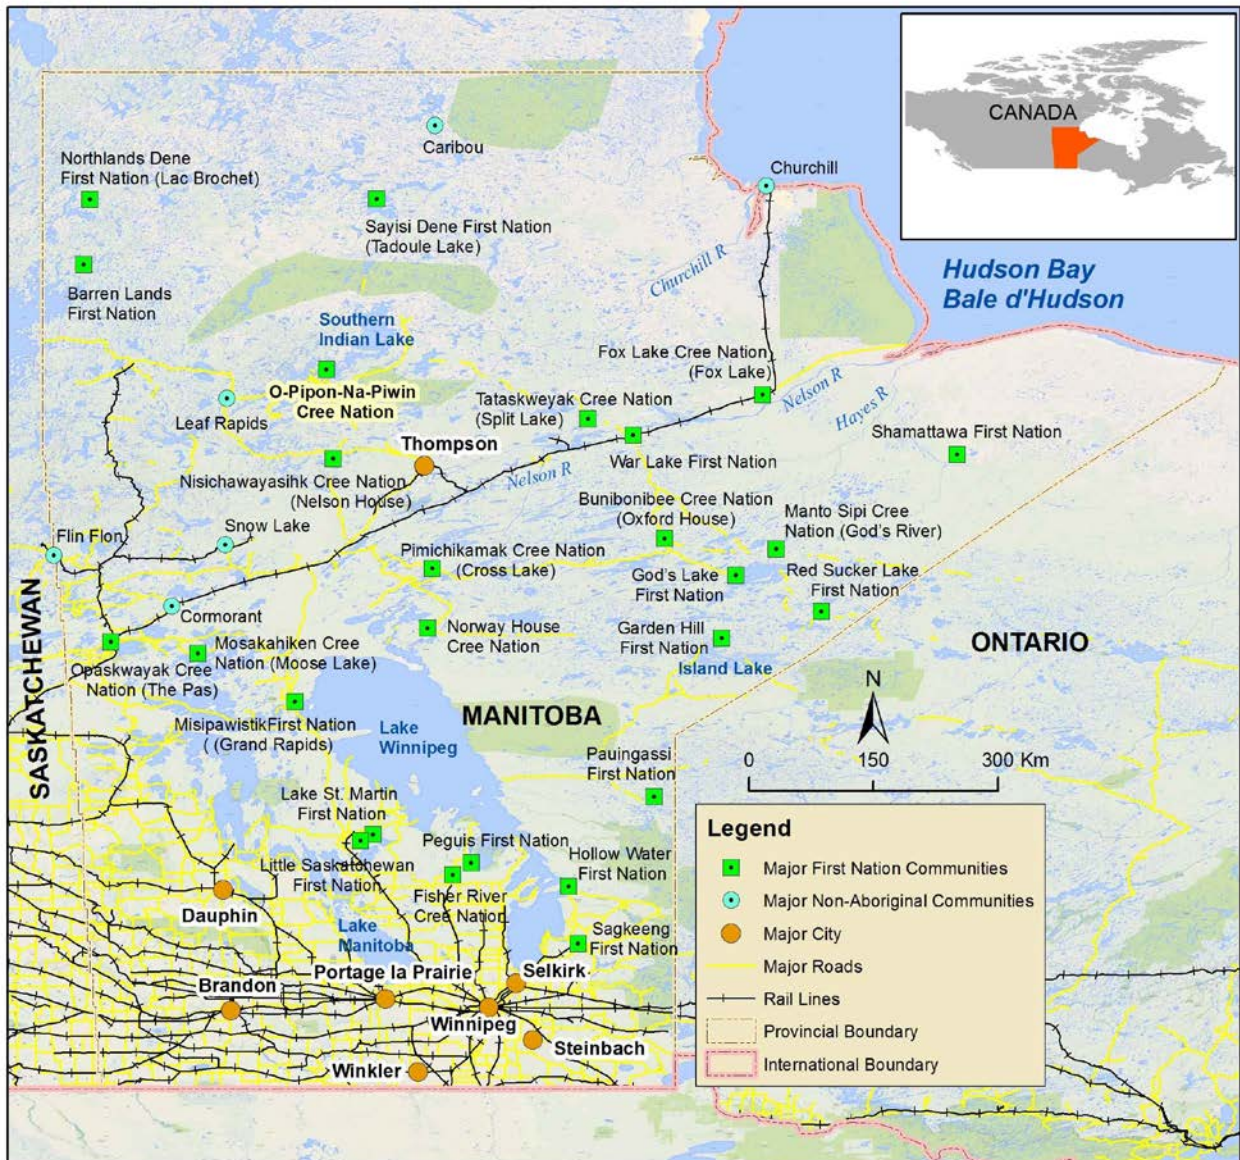 CANADA
Caribou
Northlands Dene
First Nation (Lac Brochet)
Churchill
Sayisi Dene First Nation
(Tadoule Lake)
Churchill R
Hudson Bay
Bale d'Hudson
Barren Lands
First Nation
Southern
Indian Lake
Fox Lake Cree Nation
(Fox Lake)
O-Pipon-Na-Piwin
Cree Nation
Leaf Rapids
Tataskweyak Cree Nation
(Split Lake)
Nelson R
Hayes R
Shamattawa First Nation
Thompson
War Lake First Nation
Nelson R
Nisichawayasihk Cree Nation
(Nelson House)
Bunibonibee Cree Nation
(Oxford House)
Manto Sipi Cree
Nation (God's River)
Snow Lake
Flin Flon
Pimichikamak Cree Nation
(Cross Lake)
God's Lake
First Nation
Red Sucker Lake
First Nation
SASKATCHEWAN
Cormorant
Norway House
Cree Nation
Garden Hill
First Nation
Island Lake
ONTARIO
Mosakahiken Cree
Nation (Moose Lake)
Opaskwayak Cree
Nation (The Pas)
N
MisipawistikFirst Nation
( (Grand Rapids)
Lake
Winnipeg
MANITOBA
Pauingassi
First Nation
0 150 300 Km
Lake St. Martin
First Nation
Peguis First Nation
Little Saskatchewan
First Nation
Hollow Water
First Nation
Fisher River
Cree Nation
Dauphin
Lake
Manitoba
Sagkeeng
First Nation
Portage la Prairie
Selkirk
Brandon
Winnipeg
Steinbach
Winkler
Legend
Major First Nation Communities
Major Non-Aboriginal Communities
Major City
Major Roads
Rail Lines
Provincial Boundary
International Boundary